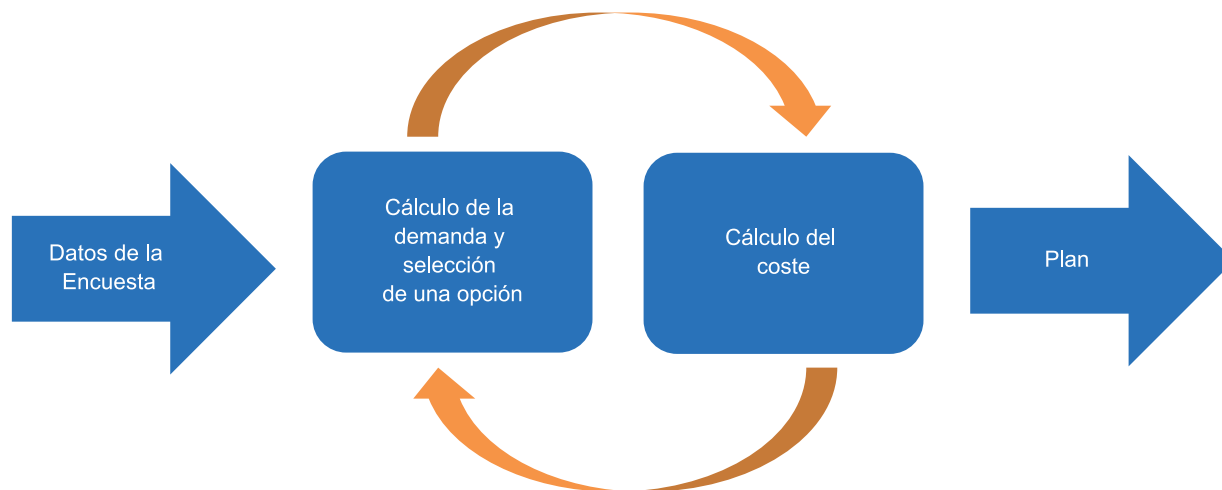 Datos de la
Encuesta
Cálculo de la
demanda y
selección
de una opción
Cálculo del
coste
Plan